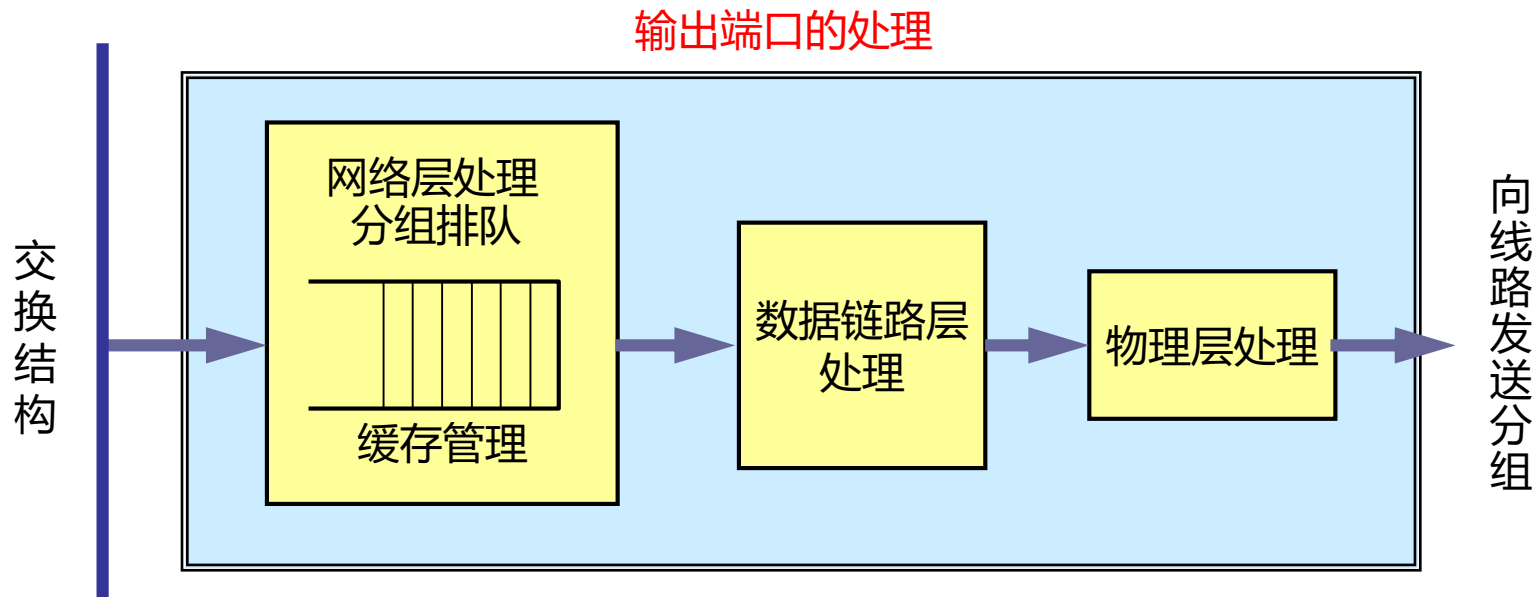 输出端口的处理
交换结构
网络层处理
分组排队
缓存管理
数据链路层
处理
物理层处理
向线路发送分组